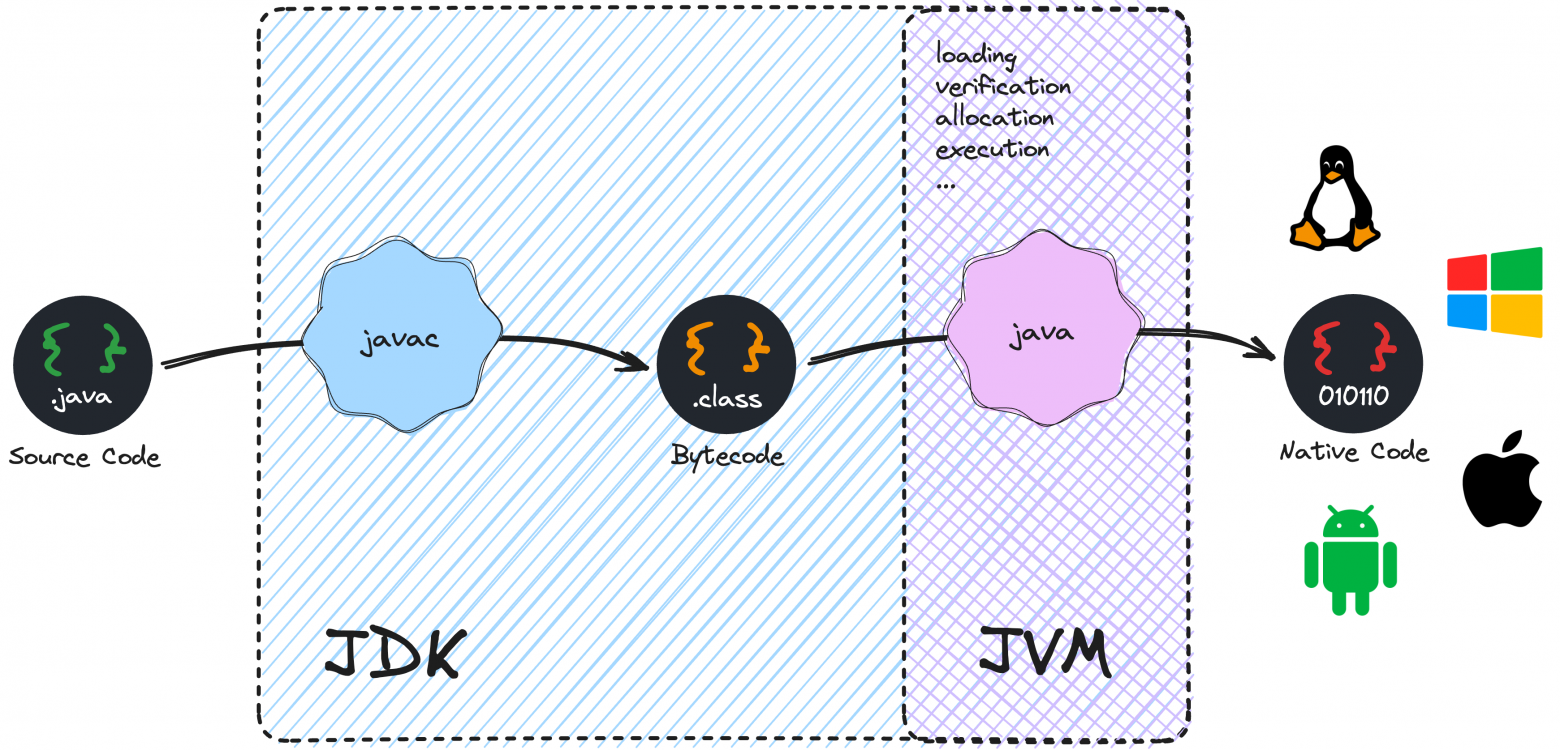 loading
verification
allocation
execution
...
javac
java
.java
.class
010110
Source Code
Bytecode
Native Code
JDK
JVM